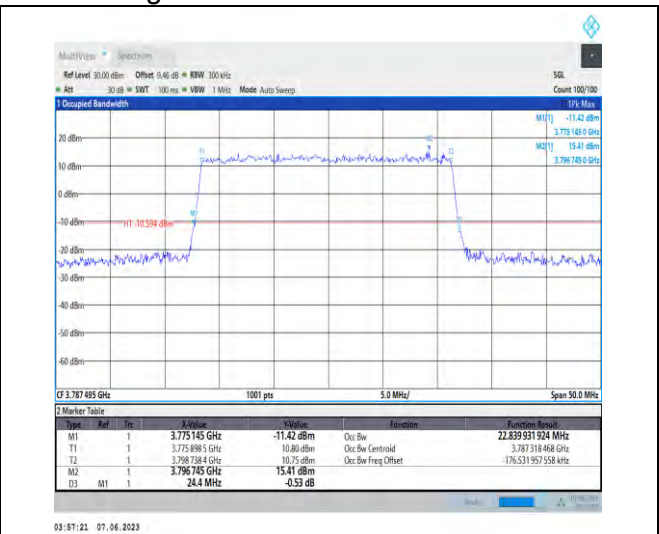 MultiView Spectrum
Ref Level 30.00 dBm Offset 9.46 dB RBW 300 kHz SGL
Att 30 dB SWT 100 ms VBW 1 MHz Mode Auto Sweep Count 100/100
1 Occupied Bandwidth 1Pk Max
M1[1] -11.42 dBm
3.775 145 0 GHz
M2[1] 15.41 dBm
3.796 745 0 GHz
20 dBm
T1 T2
10 dBm
0 dBm
M1
-10 dBm
H1 -10.594 dBm
-20 dBm
-30 dBm
-40 dBm
-50 dBm
-60 dBm
CF 3.787 495 GHz 1001 pts 5.0 MHz/ Span 50.0 MHz
2 Marker Table
Type Ref Trc X-Value Y-Value Function Function Result
M1 1 3.775 145 GHz -11.42 dBm Occ Bw 22.839 931 924 MHz
T1 1 3.775 898 5 GHz 10.80 dBm Occ Bw Centroid 3.787 318 468 GHz
T2 1 3.798 738 4 GHz 10.75 dBm Occ Bw Freq Offset -176.531 957 558 kHz
M2 1 3.796 745 GHz 15.41 dBm
D3 M1 1 24.4 MHz -0.53 dB
03:57:21 07.06.2023